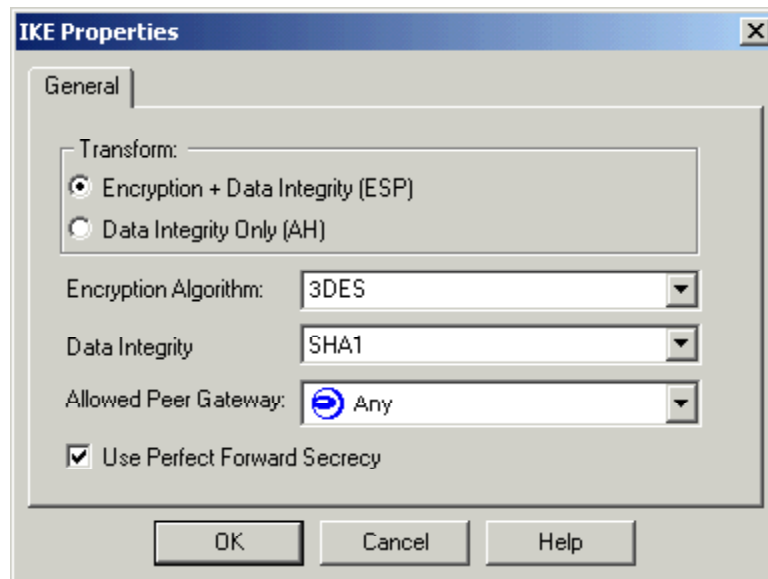 IKE Properties
General
Transform:
Encryption + Data Integrity (ESP)
Data Integrity Only (AH)
Encryption Algorithm: 3DES
Data Integrity SHA1
Allowed Peer Gateway: Any
Use Perfect Forward Secrecy
OK Cancel Help